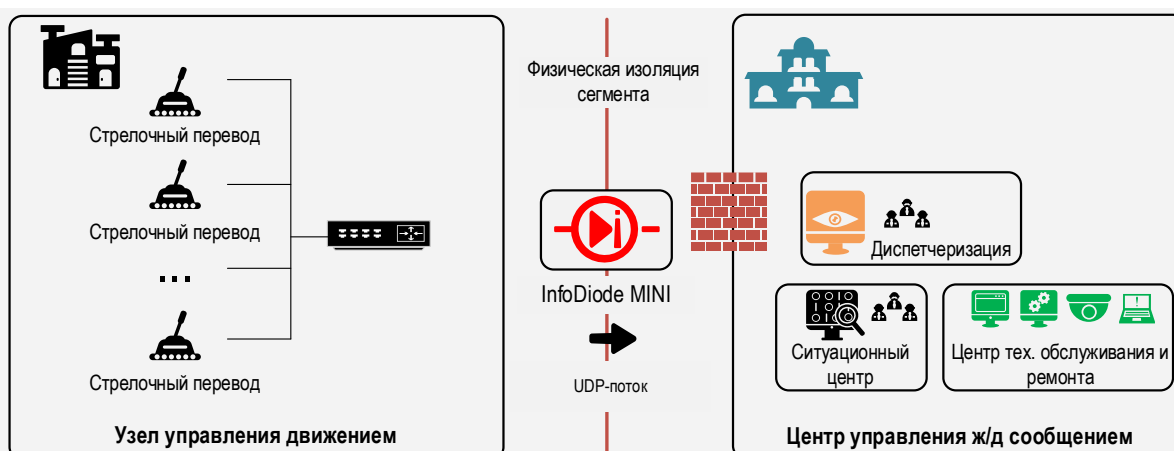 Стрелочный перевод
Стрелочный перевод
...
Стрелочный перевод
Узел управления движением
Физическая изоляция
сегмента
InfoDiode MINI
UDP-поток
Диспетчеризация
Ситуационный
центр
Центр тех. обслуживания и
ремонта
Центр управления ж/д сообщением